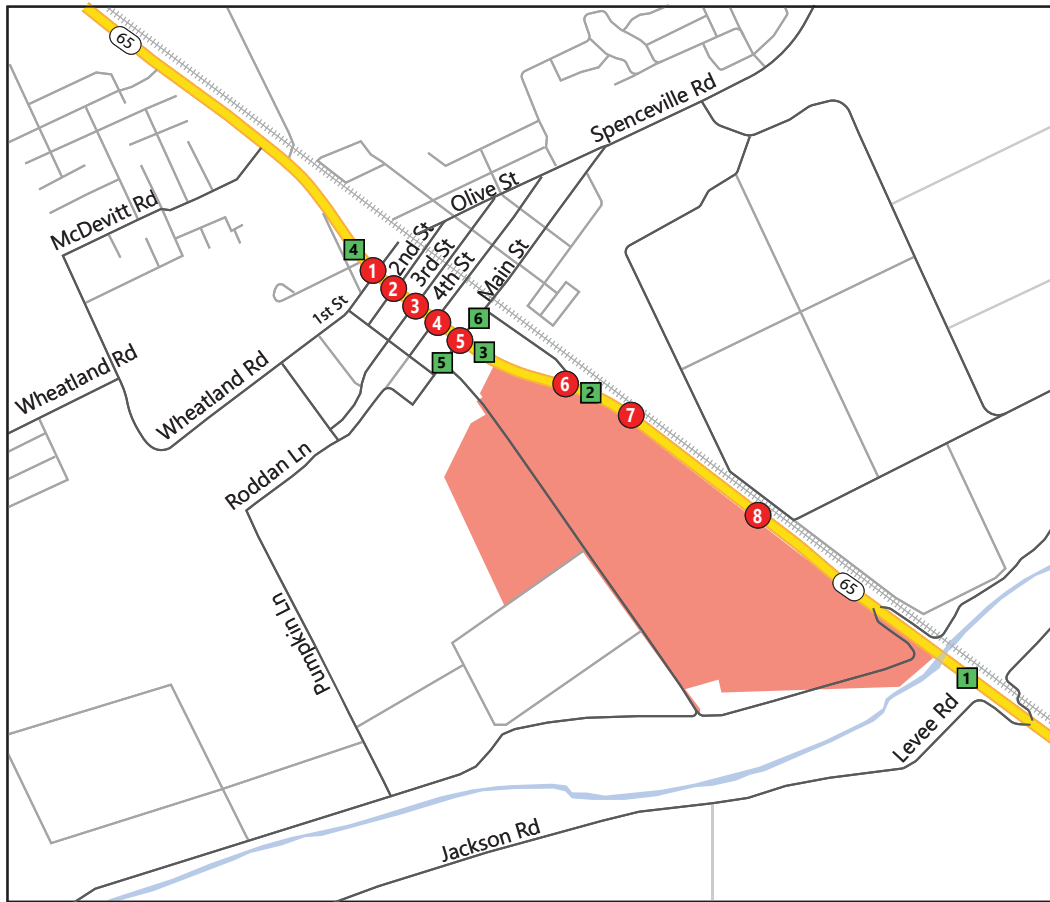 65
Spenceville Rd
Olive St
McDevitt Rd
2nd St
3rd St
4th St
Main St
4
1
2
3
4
5
6
3
5
1st St
Wheatland Rd
Wheatland Rd
6
2
7
Roddan Ln
8
65
Pumpkin Ln
1
Levee Rd
Jackson Rd